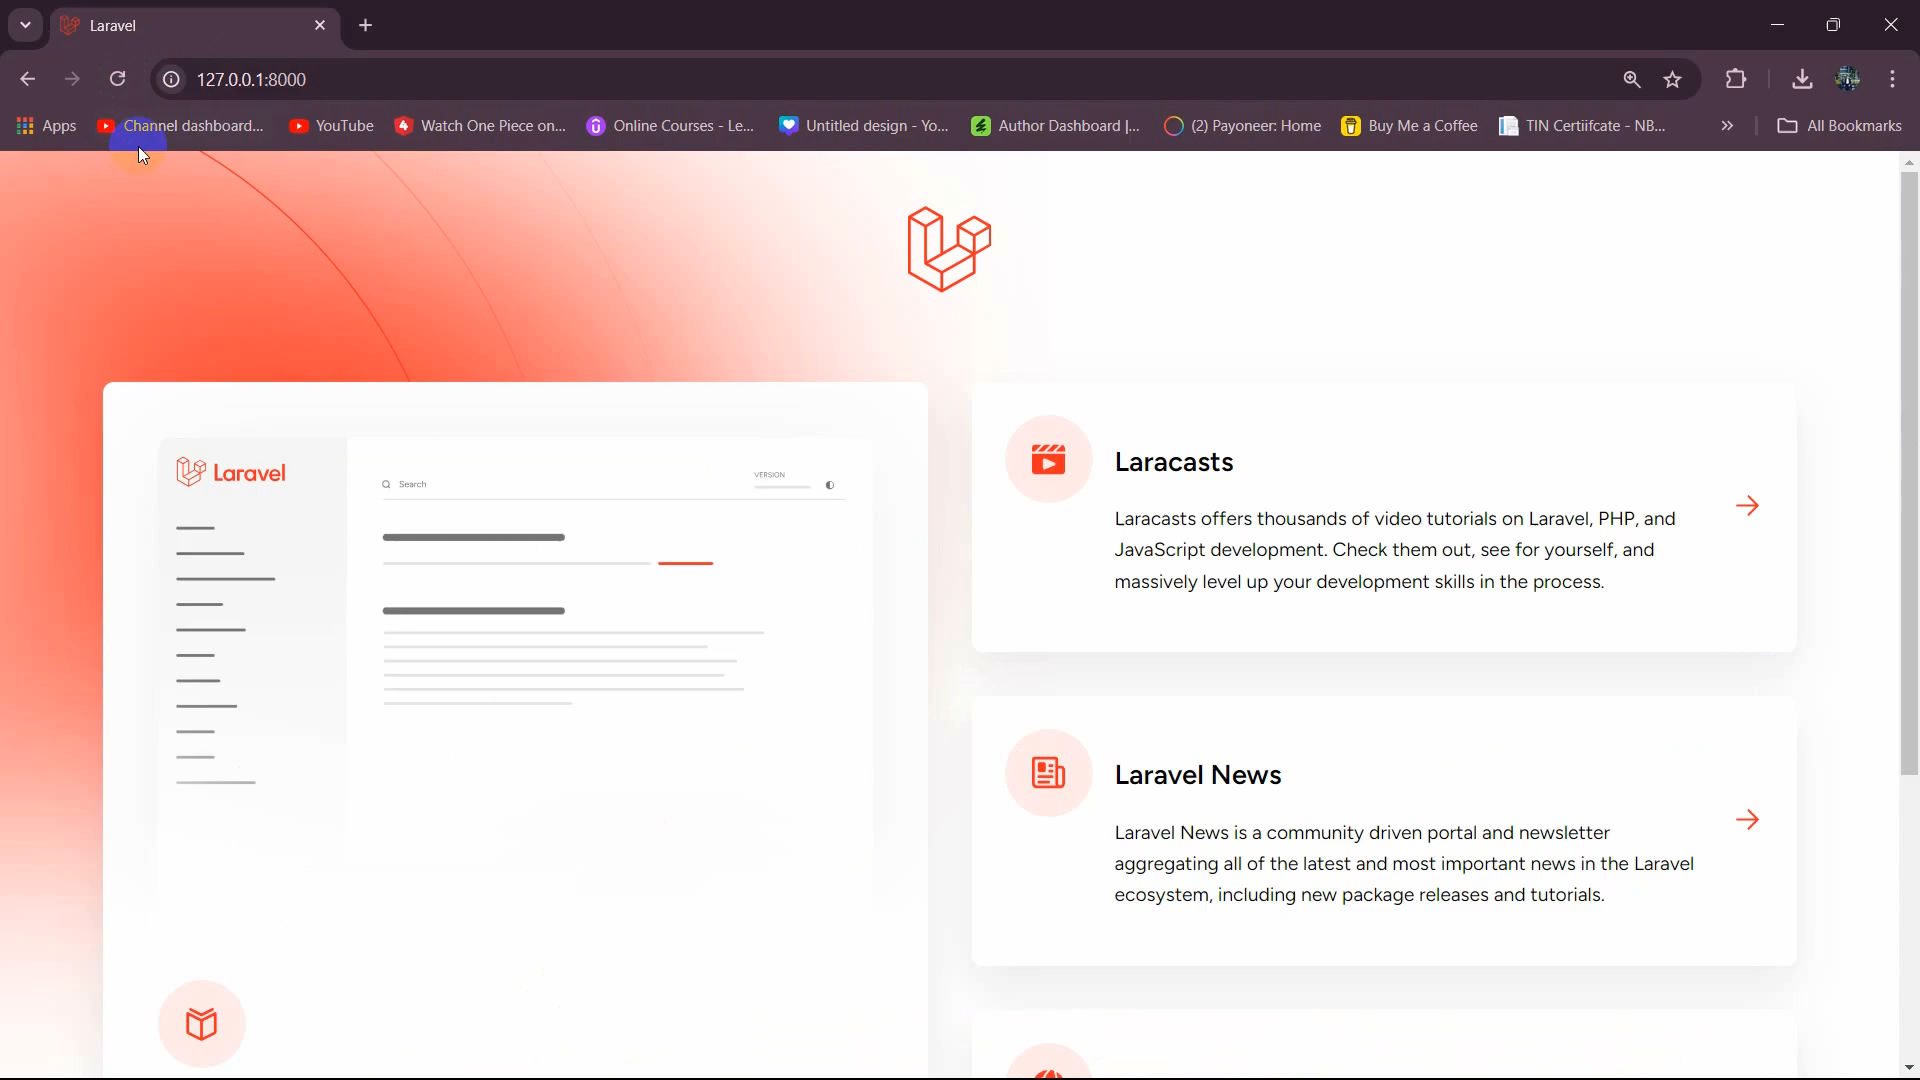 Laravel
127.0.0.1:8000
Apps
Channel dashboard...
YouTube
Watch One Piece on...
Online Courses - Le...
Untitled design - Yo...
Author Dashboard |...
(2) Payoneer: Home
Buy Me a Coffee
TIN Certiifcate - NB...
All Bookmarks
Laravel
Search
VERSION
Laracasts
Laracasts offers thousands of video tutorials on Laravel, PHP, and
JavaScript development. Check them out, see for yourself, and
massively level up your development skills in the process.
Laravel News
Laravel News is a community driven portal and newsletter
aggregating all of the latest and most important news in the Laravel
ecosystem, including new package releases and tutorials.